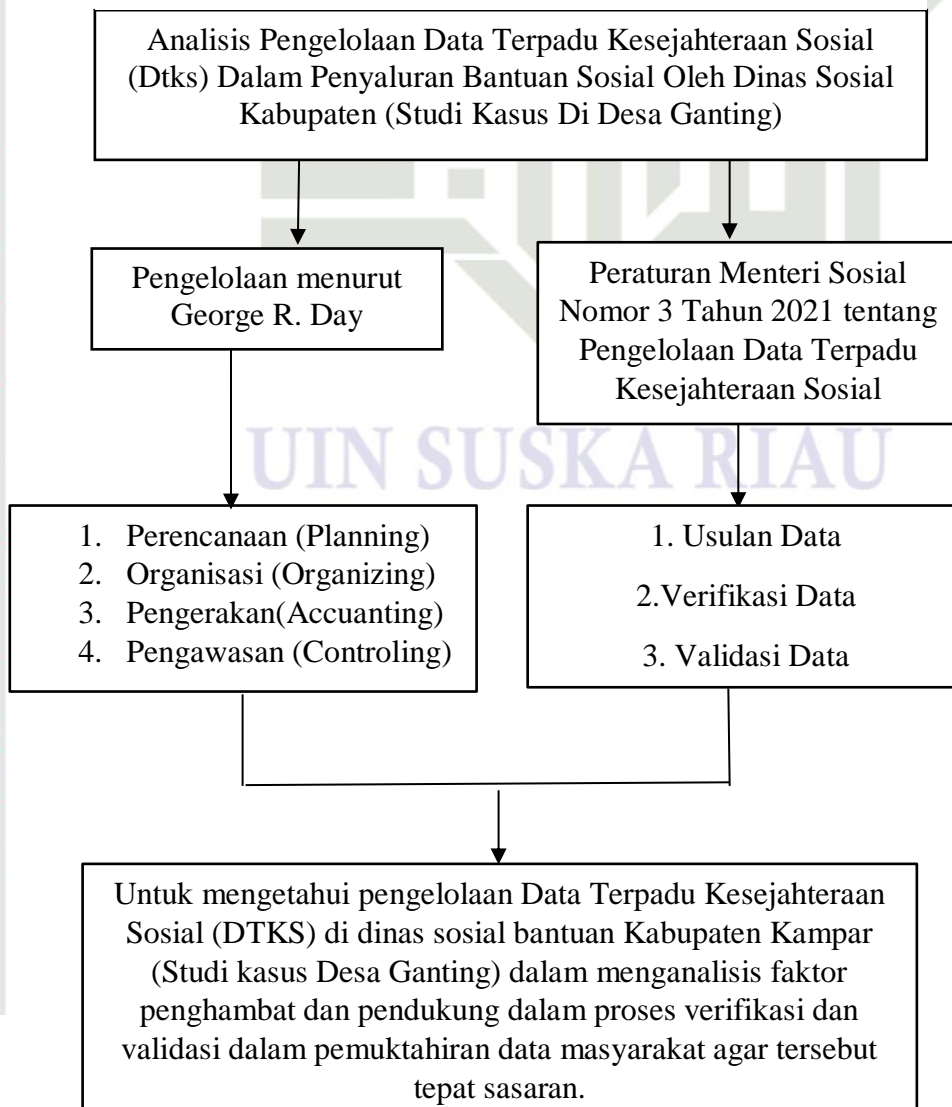 Analisis Pengelolaan Data Terpadu Kesejahteraan Sosial
(Dtks) Dalam Penyaluran Bantuan Sosial Oleh Dinas Sosial
Kabupaten (Studi Kasus Di Desa Ganting)
Pengelolaan menurut
George R. Day
Peraturan Menteri Sosial
Nomor 3 Tahun 2021 tentang
Pengelolaan Data Terpadu
Kesejahteraan Sosial
UIN SUSKA RIAU
1. Perencanaan (Planning)
2. Organisasi (Organizing)
3. Pengerakan(Accuanting)
4. Pengawasan (Controling)
1. Usulan Data
2.Verifikasi Data
3. Validasi Data
Untuk mengetahui pengelolaan Data Terpadu Kesejahteraan
Sosial (DTKS) di dinas sosial bantuan Kabupaten Kampar
(Studi kasus Desa Ganting) dalam menganalisis faktor
penghambat dan pendukung dalam proses verifikasi dan
validasi dalam pemuktahiran data masyarakat agar tersebut
tepat sasaran.